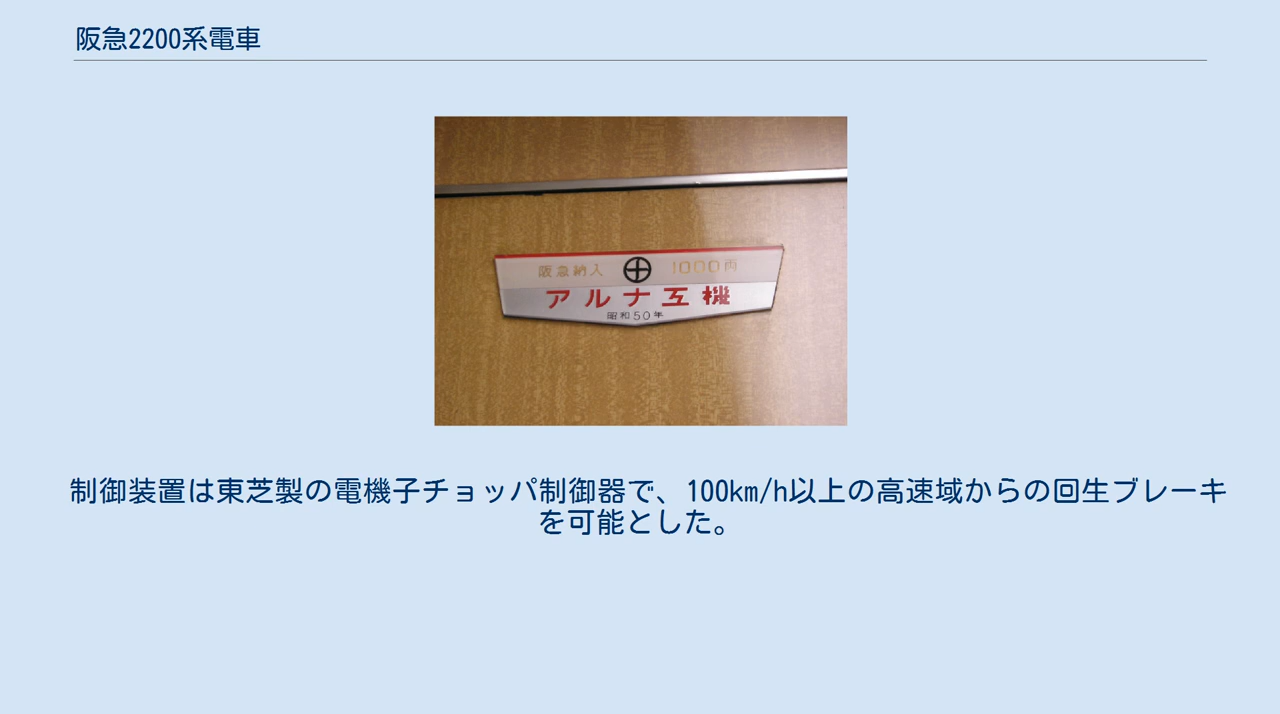 阪急2200系電車
阪急納入 1000両
アルナ工機
昭和50年
制御装置は東芝製の電機子チョッパ制御器で、100km/h以上の高速域からの回生ブレーキ
を可能とした。